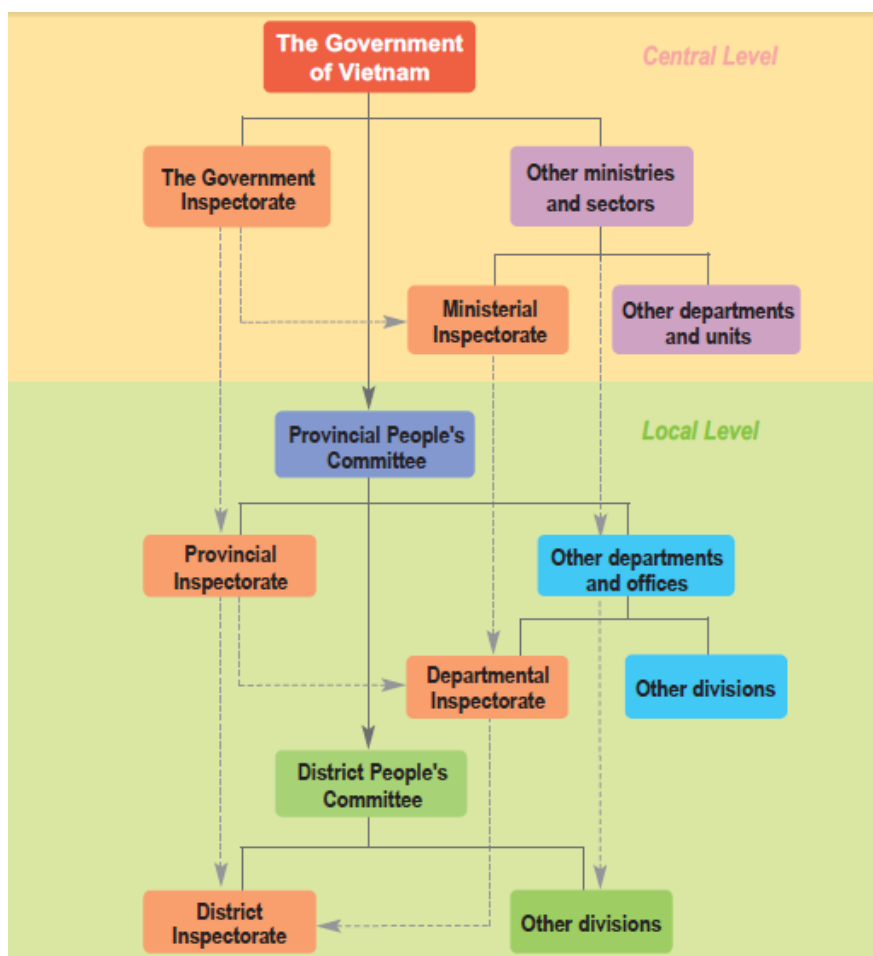 The Government
of Vietnam
Central Level
The Government
Inspectorate
Other ministries
and sectors
Ministerial
Inspectorate
Other departments
and units
Local Level
Provincial People's
Committee
Provincial
Inspectorate
Other departments
and offices
Departmental
Inspectorate
Other divisions
District People's
Committee
District
Inspectorate
Other divisions